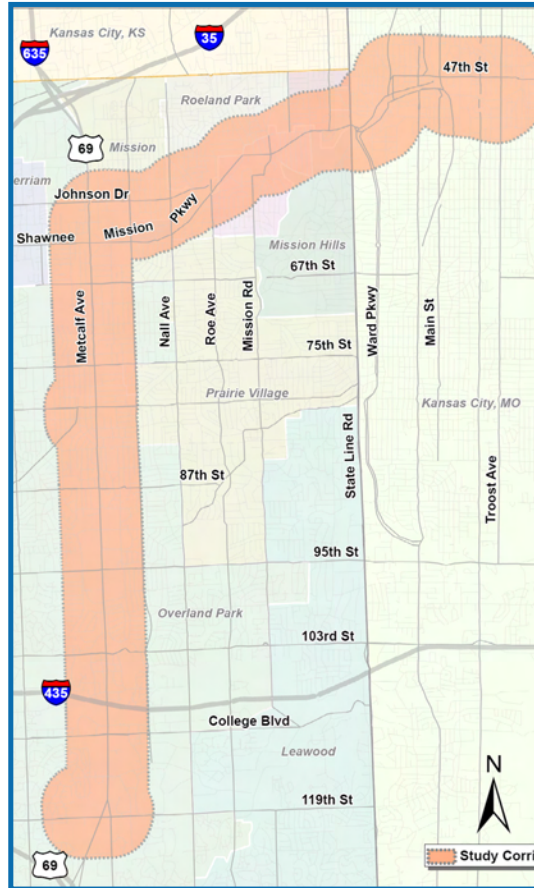 Kansas City, KS
35
635
47th St
Roeland Park
69
Mission
erriam
Johnson Dr
Shawnee Mission Pkwy
Mission Hills
67th St
Metcalf Ave
Nall Ave
Roe Ave
Mission Rd
Ward Pkwy
Main St
75th St
Prairie Village
Kansas City, MO
87th St
State Line Rd
Troost Ave
95th St
Overland Park
103rd St
435
College Blvd
Leawood
N
119th St
69
Study Corri